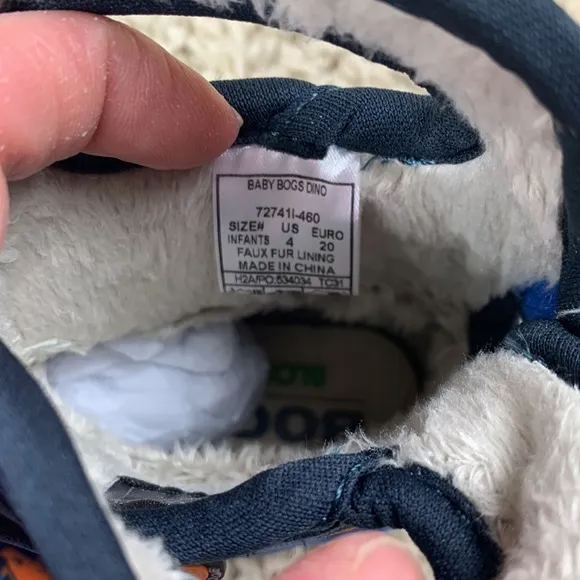 BABY BOGS DINO
72741I-460
SIZE# US EURO
INFANTS 4 20
FAUX FUR LINING
MADE IN CHINA
H2A/PO:534034 TC31